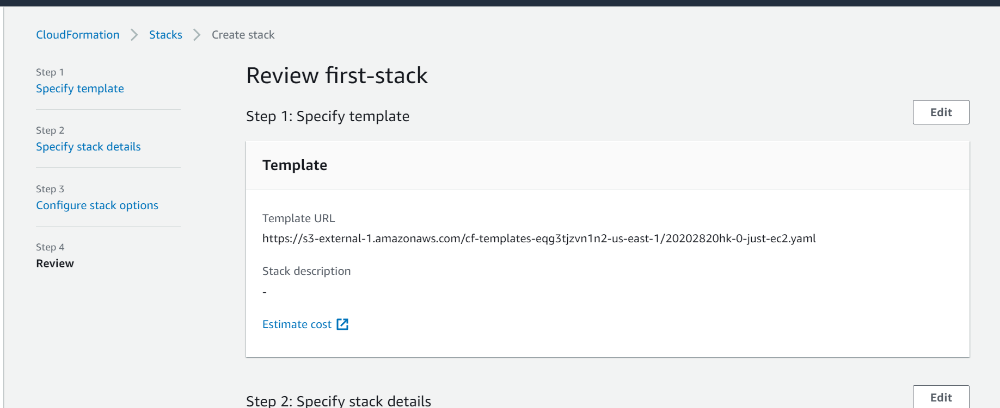 CloudFormation > Stacks > Create stack
Step 1
Specify template
Step 2
Specify stack details
Step 3
Configure stack options
Step 4
Review
Review first-stack
Step 1: Specify template
Edit
Template
Template URL
https://s3-external-1.amazonaws.com/cf-templates-eqg3tjzvn1n2-us-east-1/20202820hk-0-just-ec2.yaml
Stack description
-
Estimate cost
Step 2: Specify stack details
Edit